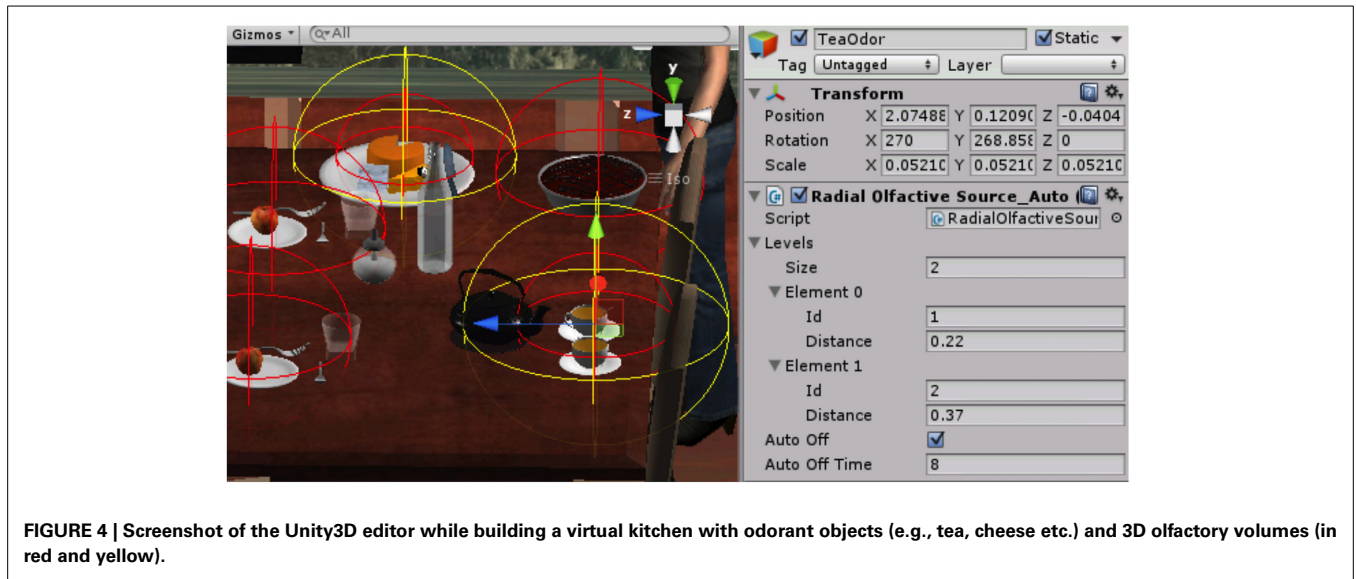 Gizmos All
y
z
Iso
TeaOdor Static
Tag Untagged Layer
Transform
Position X 2.07488 Y 0.12090 Z -0.0404
Rotation X 270 Y 268.858 Z 0
Scale X 0.05210 Y 0.05210 Z 0.05210
Radial Olfactive Source_Auto (
Script RadialOlfactiveSour
Levels
Size 2
Element 0
Id 1
Distance 0.22
Element 1
Id 2
Distance 0.37
Auto Off
Auto Off Time 8
FIGURE 4 | Screenshot of the Unity3D editor while building a virtual kitchen with odorant objects (e.g., tea, cheese etc.) and 3D olfactory volumes (in
red and yellow).